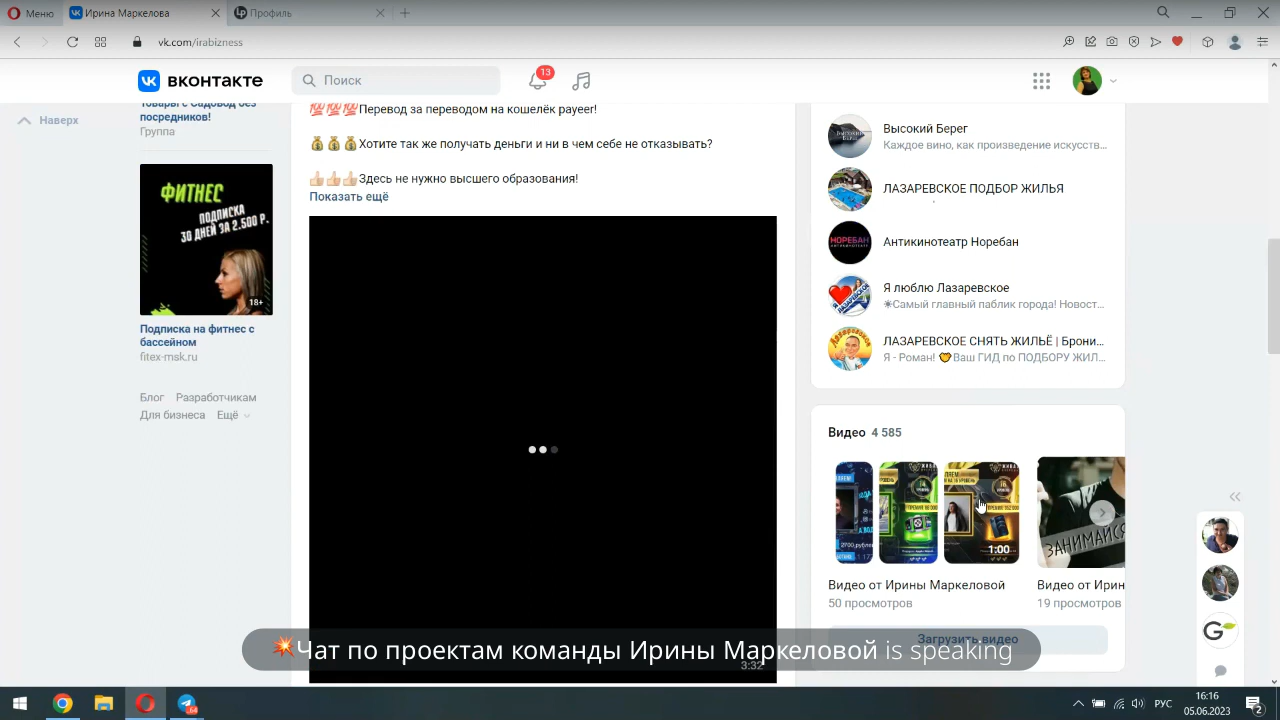 Меню
Ирина Маркелова
Профиль
vk.com/irabizness
вконтакте
Поиск
13
Наверх
Товары с Садовод без
посредников!
Группа
ФИТНЕС
ПОДПИСКА
30 ДНЕЙ ЗА 2.500 Р.
18+
Подписка на фитнес с
бассейном
fitex-msk.ru
Блог Разработчикам
Для бизнеса Ещё
💯💯💯Перевод за переводом на кошелёк payeer!
💰💰💰Хотите так же получать деньги и ни в чем себе не отказывать?
👍🏻👍🏻👍🏻Здесь не нужно высшего образования!
Показать ещё
3:32
Высокий Берег
Каждое вино, как произведение искусств...
ЛАЗАРЕВСКОЕ ПОДБОР ЖИЛЬЯ
НОРЕБАН
Антикинотеатр Норебан
Я люблю Лазаревское
☀Самый главный паблик города! Новост...
ЛАЗАРЕВСКОЕ СНЯТЬ ЖИЛЬЁ | Брони...
Я - Роман! Ваш ГИД по ПОДБОРУ ЖИЛ...
Видео 4 585
1:00
ЗАНИМАЙСЯ
Видео от Ирины Маркеловой
50 просмотров
Видео от Ирин
19 просмотров
Загрузить видео
💥Чат по проектам команды Ирины Маркеловой is speaking
64
РУС
16:16
05.06.2023
2